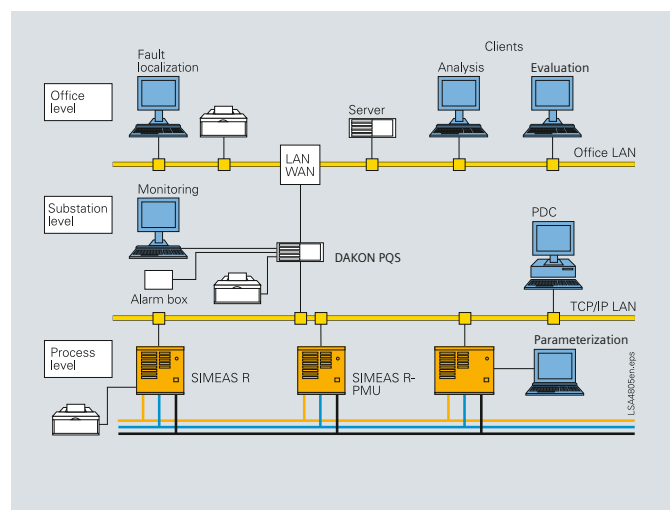 Clients
Fault
localization
Analysis
Evaluation
Office
level
Server
LAN
WAN
Office LAN
Monitoring
Substation
level
PDC
DAKON PQS
Alarm box
TCP/IP LAN
Process
level
SIMEAS R
SIMEAS R-
PMU
Parameterization
LSA4805en.eps